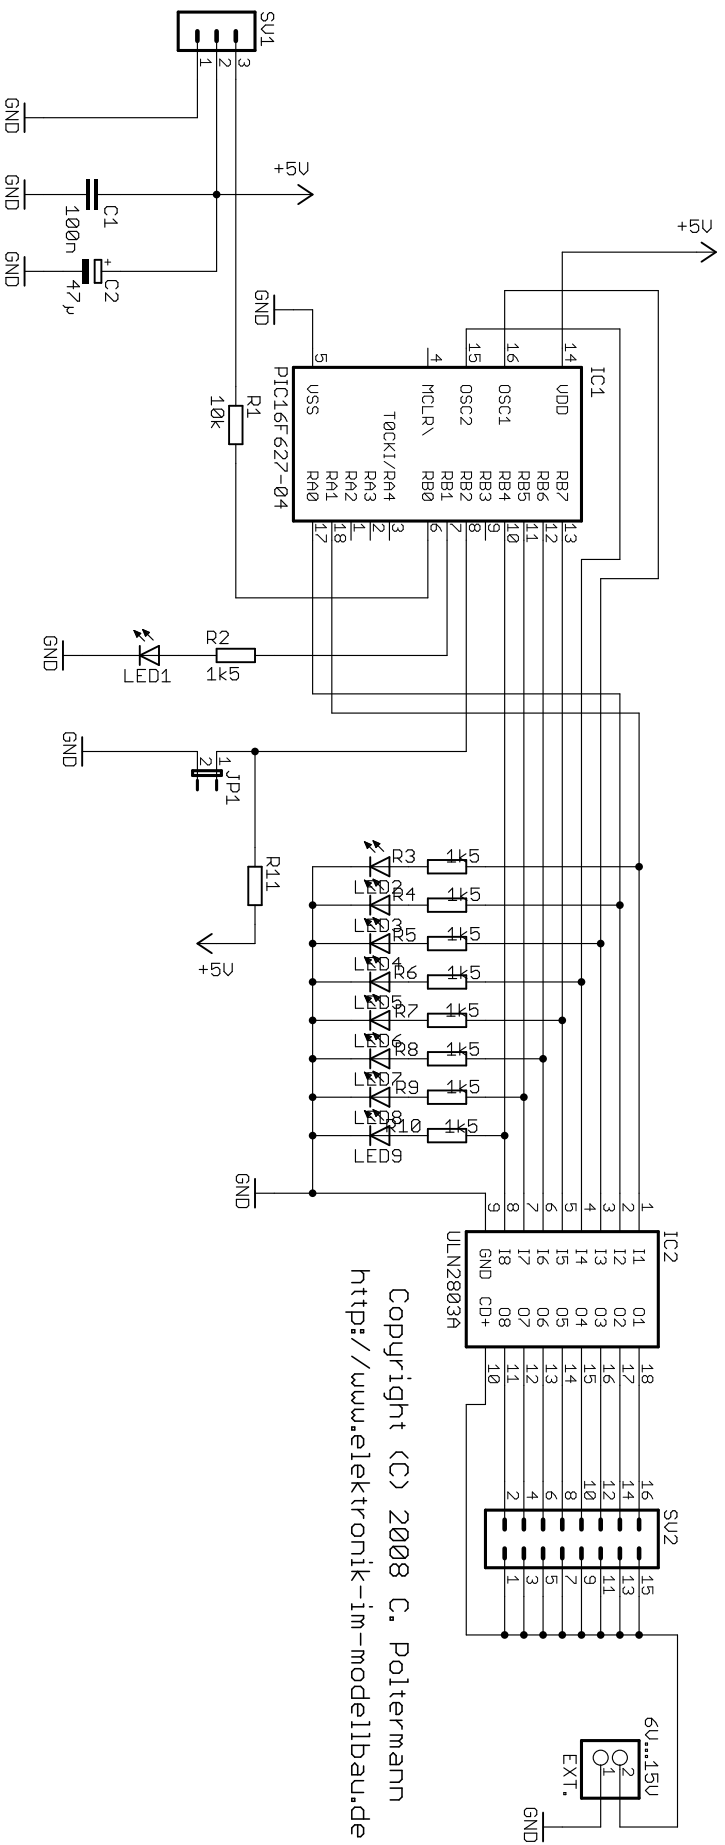 SV1
1
2
3
GND
GND
GND
+5V
C1
100n
+
C2
47µ
+5V
GND
IC1
PIC16F627-04
5
4
15
16
14
VSS
MCLR\
OSC2
OSC1
VDD
T0CKI/RA4
RA0
RA1
RA2
RA3
RB0
RB1
RB2
RB3
RB4
RB5
RB6
RB7
17
18
1
2
3
6
7
8
9
10
11
12
13
R1
10k
GND
LED1
R2
1k5
GND
JP1
1
2
R11
+5V
R3
1k5
LED2
R4
1k5
LED3
R5
1k5
LED4
R6
1k5
LED5
R7
1k5
LED6
R8
1k5
LED7
R9
1k5
LED8
R10
1k5
LED9
GND
IC2
ULN2803A
1
2
3
4
5
6
7
8
9
I1
I2
I3
I4
I5
I6
I7
I8
GND
O1
O2
O3
O4
O5
O6
O7
O8
CD+
18
17
16
15
14
13
12
11
10
SV2
16
14
12
10
8
6
4
2
15
13
11
9
7
5
3
1
6V...15V
EXT.
2
1
GND
Copyright (C) 2008 C. Paltermann
http://www.elektronik-im-modellbau.de